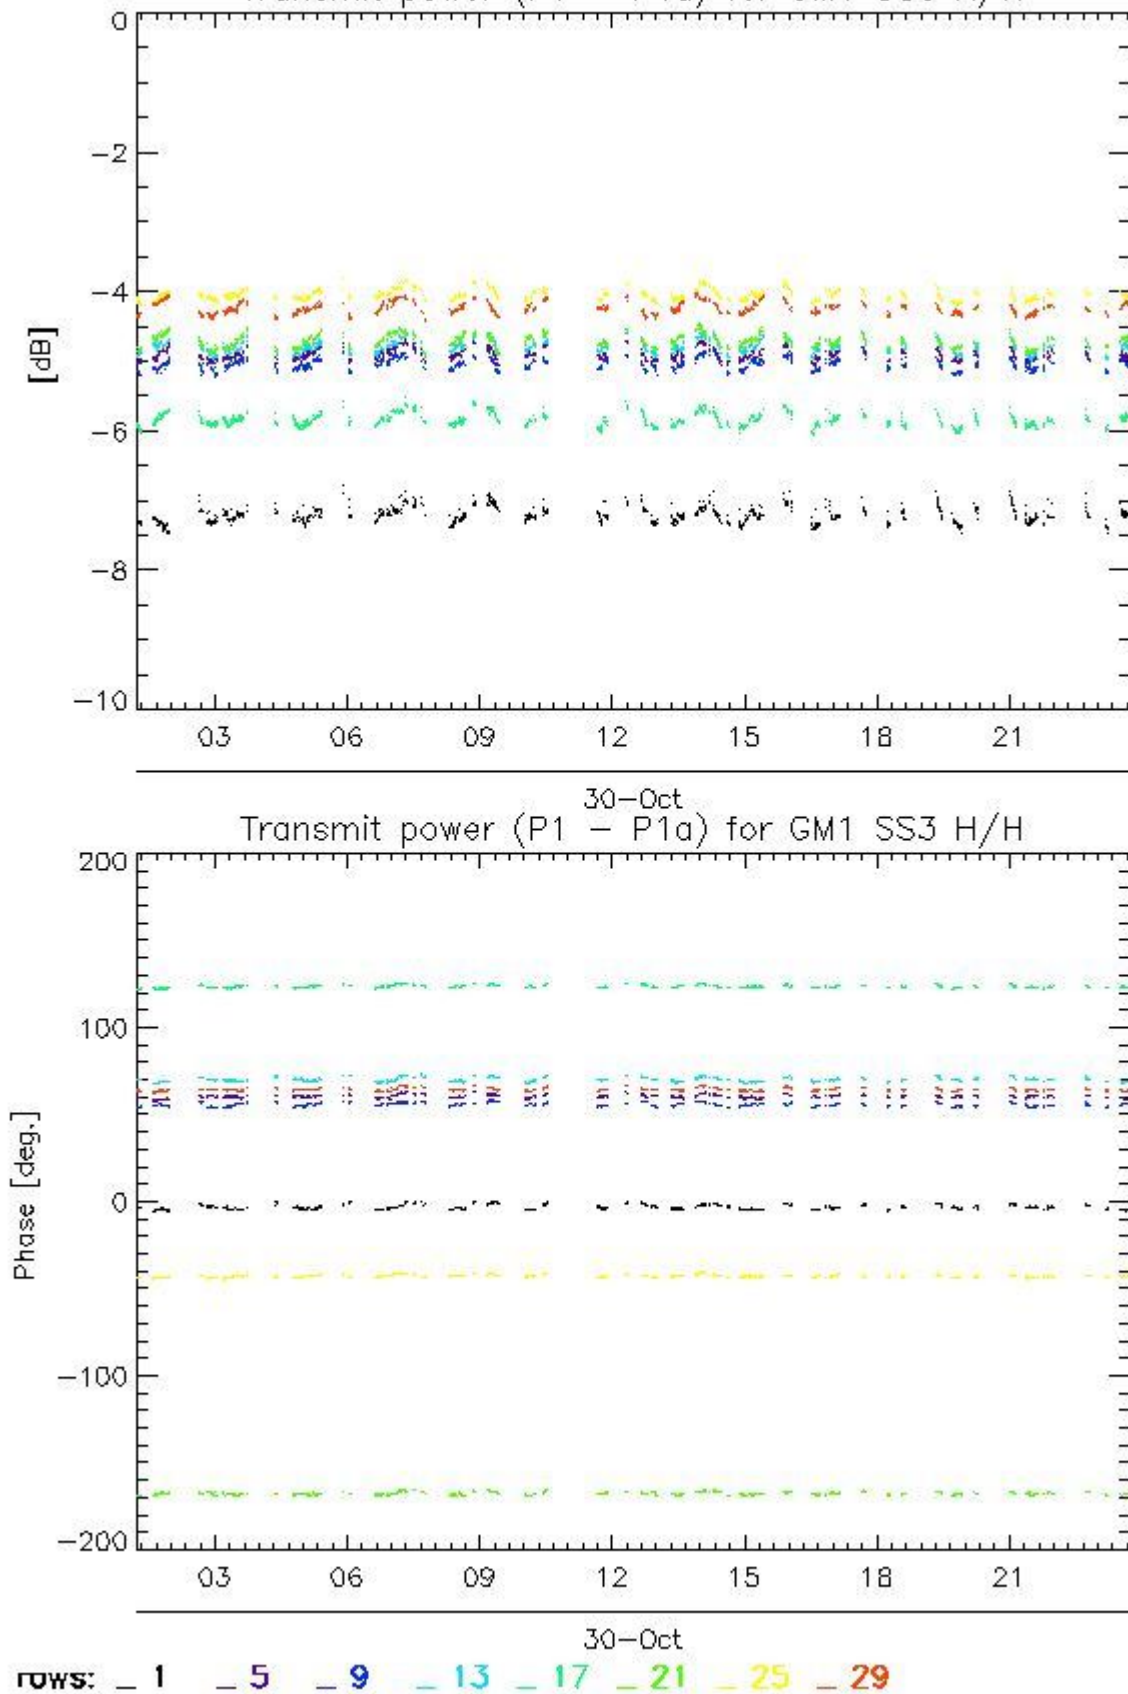 0
-2
-4
[dB]
-6
-8
-10
03 06 09 12 15 18 21
30-Oct
Transmit power (P1 - P1a) for GM1 SS3 H/H
200
100
Phase [deg.]
0
-100
-200
03 06 09 12 15 18 21
30-Oct
rows: _ 1 _ 5 _ 9 _ 13 _ 17 _ 21 _ 25 _ 29